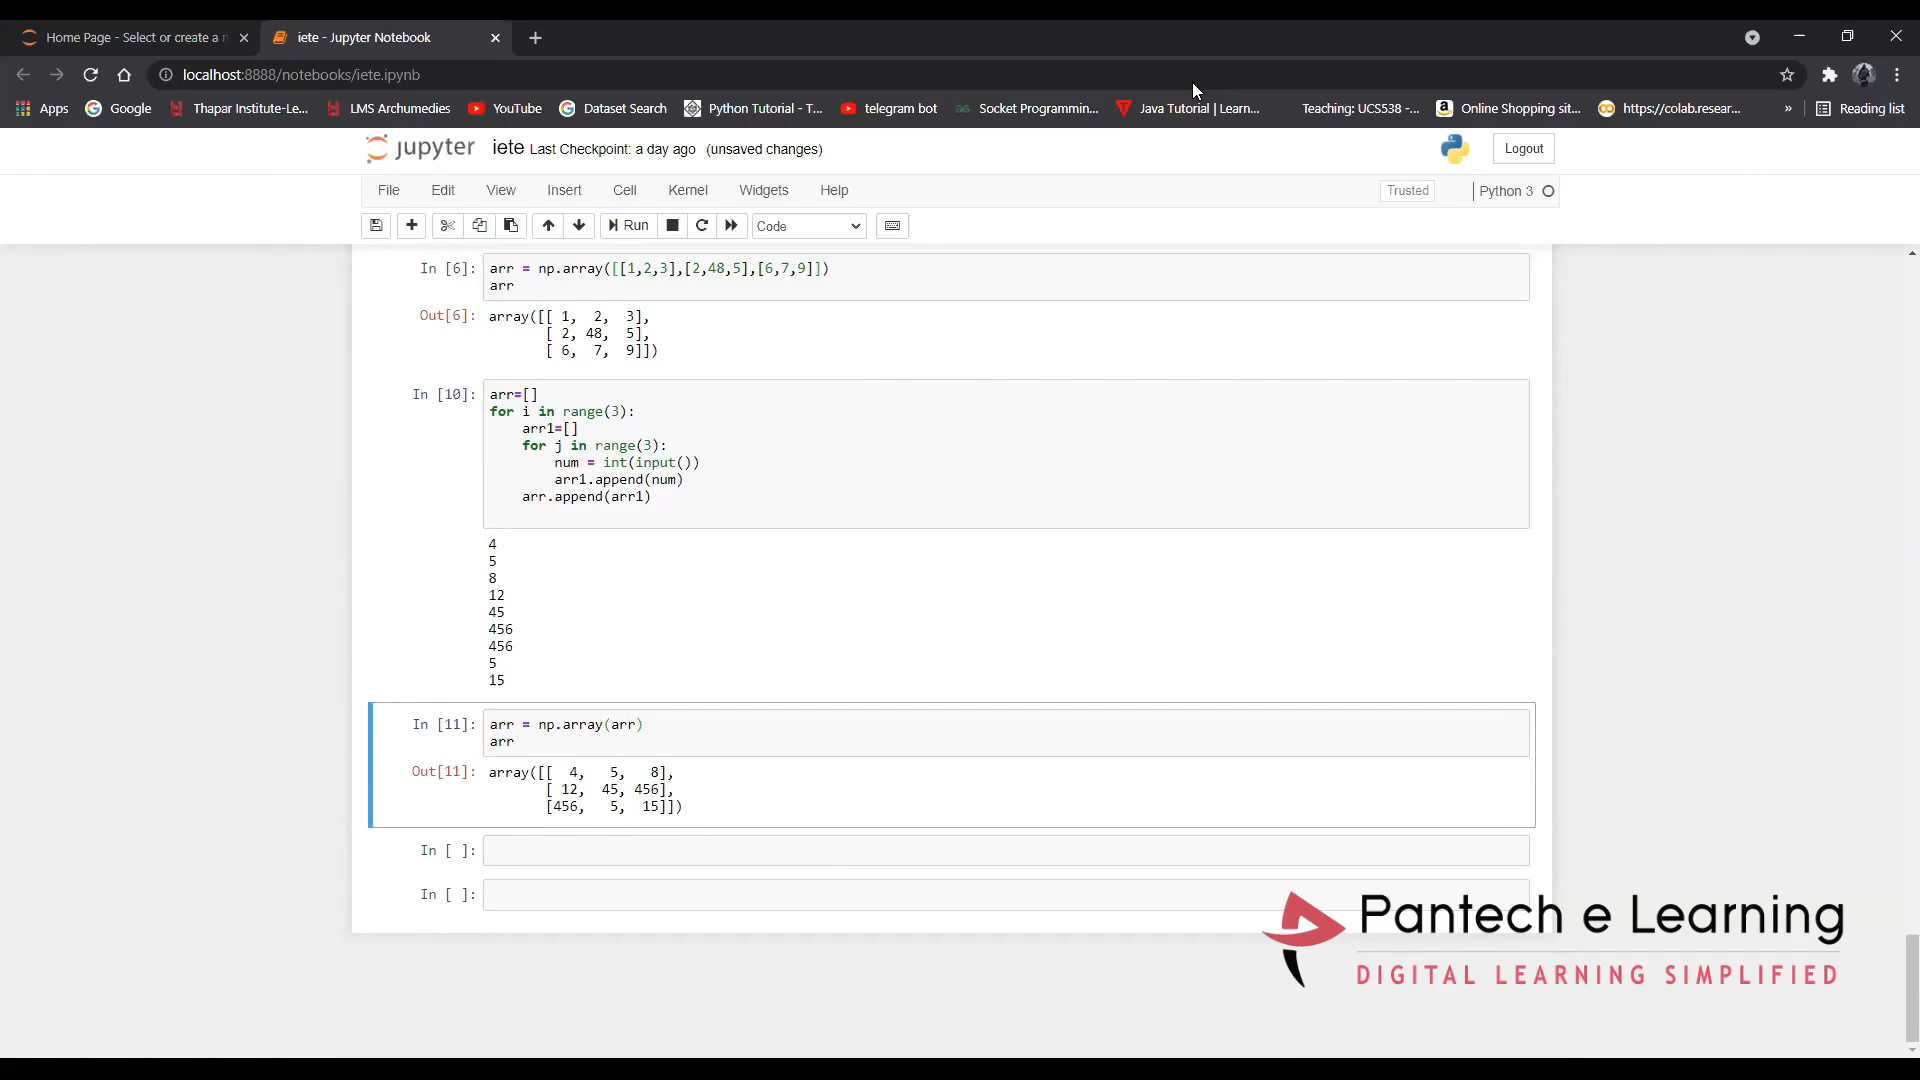 Home Page - Select or create a n
iete - Jupyter Notebook
localhost:8888/notebooks/iete.ipynb
Apps Google Thapar Institute-Le... LMS Archumedies YouTube Dataset Search Python Tutorial - T... telegram bot Socket Programmin... Java Tutorial | Learn... Teaching: UCS538 -... Online Shopping sit... https://colab.resear... » Reading list
jupyter iete Last Checkpoint: a day ago (unsaved changes) Logout
File Edit View Insert Cell Kernel Widgets Help Trusted Python 3
Run Code
In [6]: arr = np.array([[1,2,3],[2,48,5],[6,7,9]])
arr
Out[6]: array([[ 1, 2, 3],
[ 2, 48, 5],
[ 6, 7, 9]])
In [10]: arr=[]
for i in range(3):
arr1=[]
for j in range(3):
num = int(input())
arr1.append(num)
arr.append(arr1)
4
5
8
12
45
456
456
5
15
In [11]: arr = np.array(arr)
arr
Out[11]: array([[ 4, 5, 8],
[ 12, 45, 456],
[456, 5, 15]])
In [ ]:
In [ ]:
Pantech e Learning
DIGITAL LEARNING SIMPLIFIED